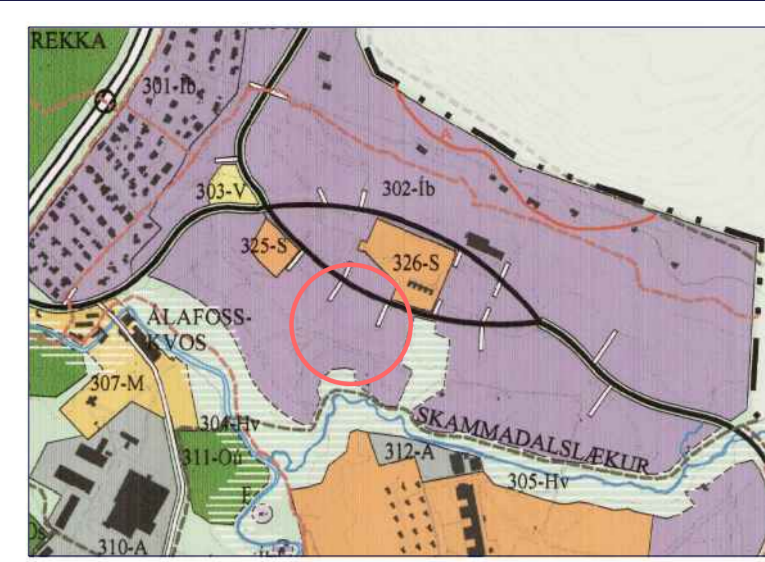 REKKA
301-Íb
303-V
302-Íb
325-S
326-S
ÁLAFOSS-
KVOS
307-M
304-Hv
SKAMMADALSLÆKUR
311-Oú
312-A
305-Hv
E
310-A